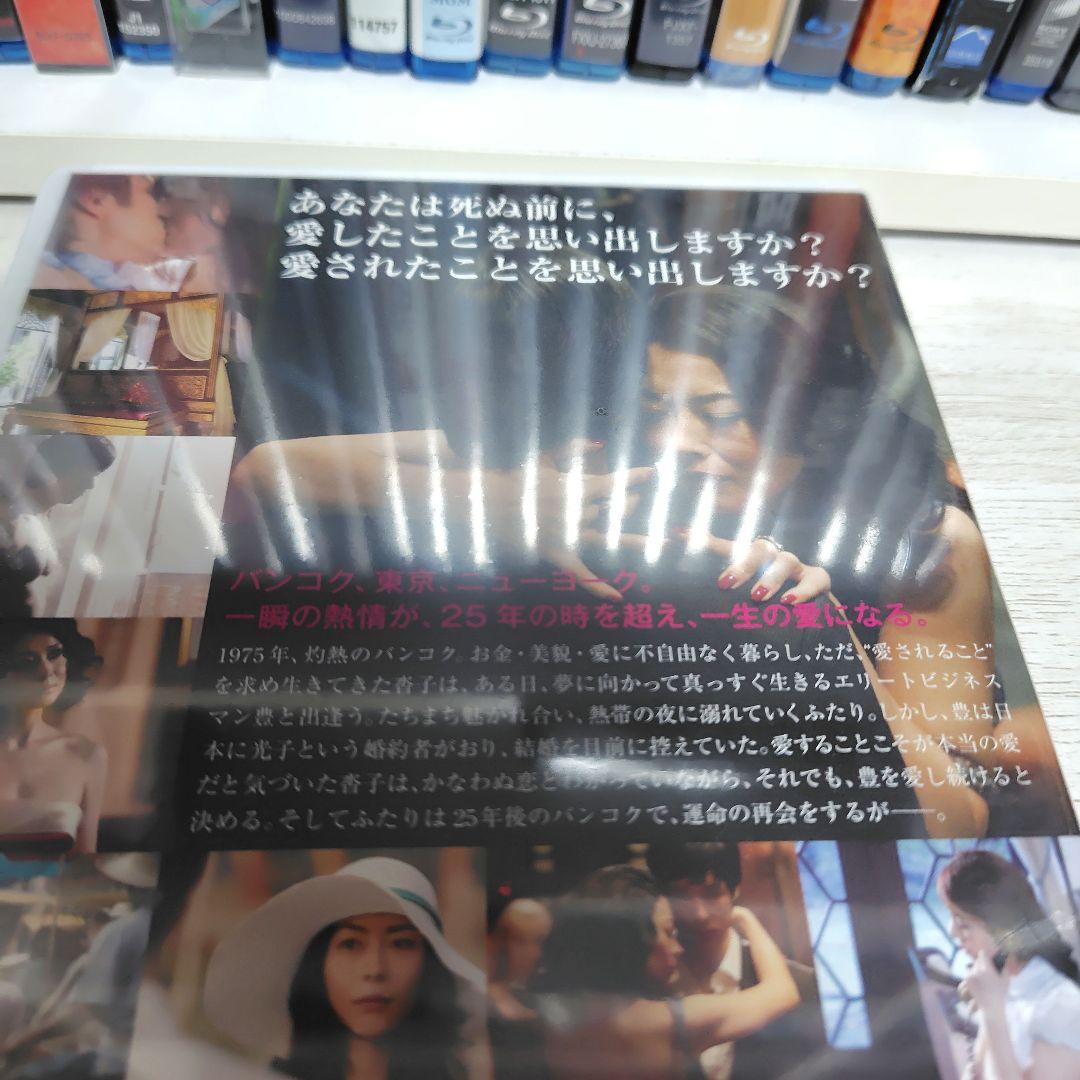 114757
MGM
あなたは死ぬ前に、
愛したことを思い出しますか?
愛されたことを思い出しますか?
バンコク、東京、ニューヨーク。
一瞬の熱情が、25年の時を超え、一生の愛になる。
1975年、灼熱のバンコク。お金・美貌・愛に不自由なく暮らし、ただ、“愛されること”
を求め生きてきた沓子は、ある日、夢に向かって真っすぐ生きるエリートビジネス
マン豊と出逢う。たちまち魅かれ合い、熱帯の夜に溺れていくふたり。しかし、豊は日
本に光子という婚約者がおり、結婚を目前に控えていた。愛することこそが本当の愛
だと気づいた沓子は、かなわぬ恋とわかっていながら、それでも、豊を愛し続けると
決める。そしてふたりは25年後のバンコクで、運命の再会をするが――。